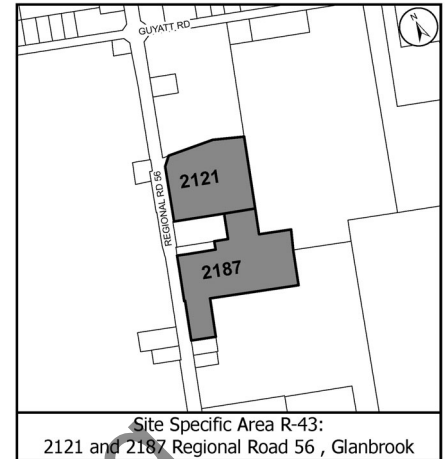 GUYATT RD
N
2121
REGIONAL RD 56
2187
Site Specific Area R-43:
2121 and 2187 Regional Road 56 , Glanbrook